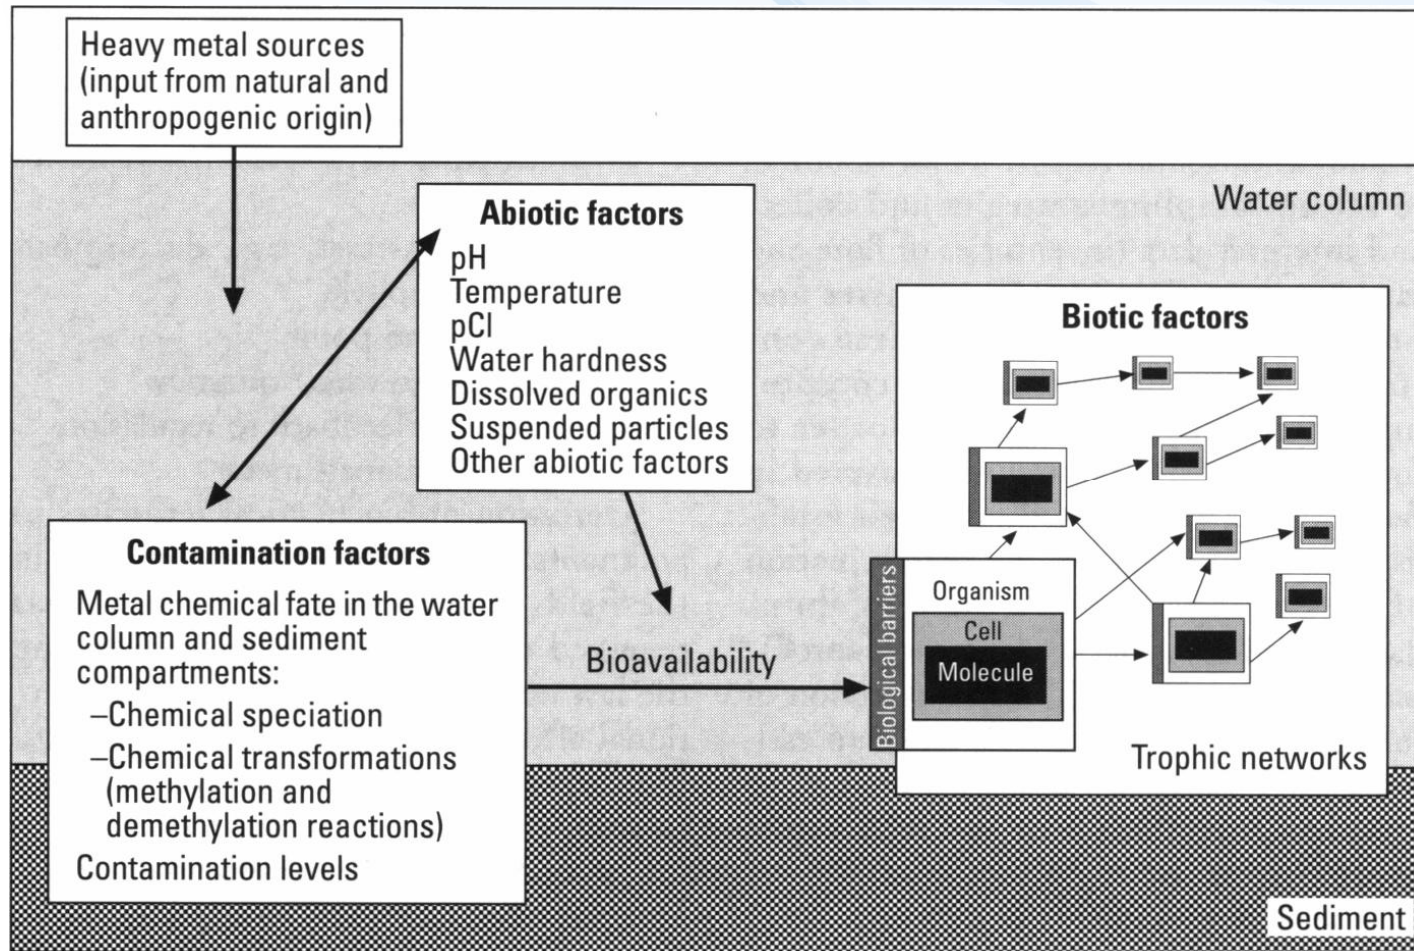 Heavy metal sources
(input from natural and
anthropogenic origin)
Water column
Abiotic factors
pH
Temperature
pCl
Water hardness
Dissolved organics
Suspended particles
Other abiotic factors
Contamination factors
Metal chemical fate in the water
column and sediment
compartments:
–Chemical speciation
–Chemical transformations
(methylation and
demethylation reactions)
Contamination levels
Bioavailability
Biotic factors
Biological barriers
Organism
Cell
Molecule
Trophic networks
Sediment